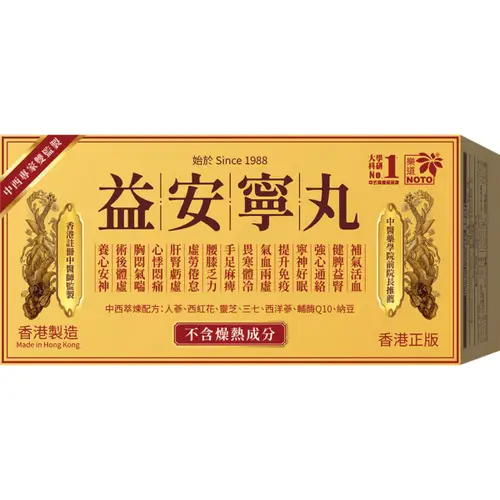 中西專家雙監製
始於 Since 1988
大學科研
No.1
樂道
NOTO
益安寧丸
香港註冊中醫師監製
中醫藥學院前院長推薦
補氣活血
健脾益腎
強心通絡
寧神好眠
提升免疫
氣血兩虛
畏寒體冷
手足麻痺
腰膝乏力
虛勞倦怠
肝腎虧虛
心悸悶痛
胸悶氣喘
術後體虛
養心安神
中西萃煉配方：人蔘、西紅花、靈芝、三七、西洋蔘、輔酶Q10、納豆
不含燥熱成分
香港製造
Made in Hong Kong
香港正版